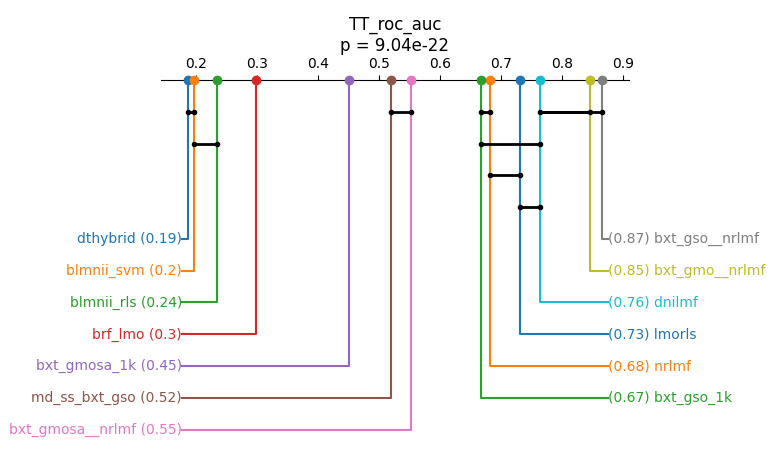 TT_roc_auc
p = 9.04e-22
0.2 0.3 0.4 0.5 0.6 0.7 0.8 0.9
dthybrid (0.19) (0.87) bxt_gso__nrlmf
blmnii_svm (0.2) (0.85) bxt_gmo__nrlmf
blmnii_rls (0.24) (0.76) dnilmf
brf_lmo (0.3) (0.73) lmorls
bxt_gmosa_1k (0.45) (0.68) nrlmf
md_ss_bxt_gso (0.52) (0.67) bxt_gso_1k
bxt_gmosa__nrlmf (0.55)